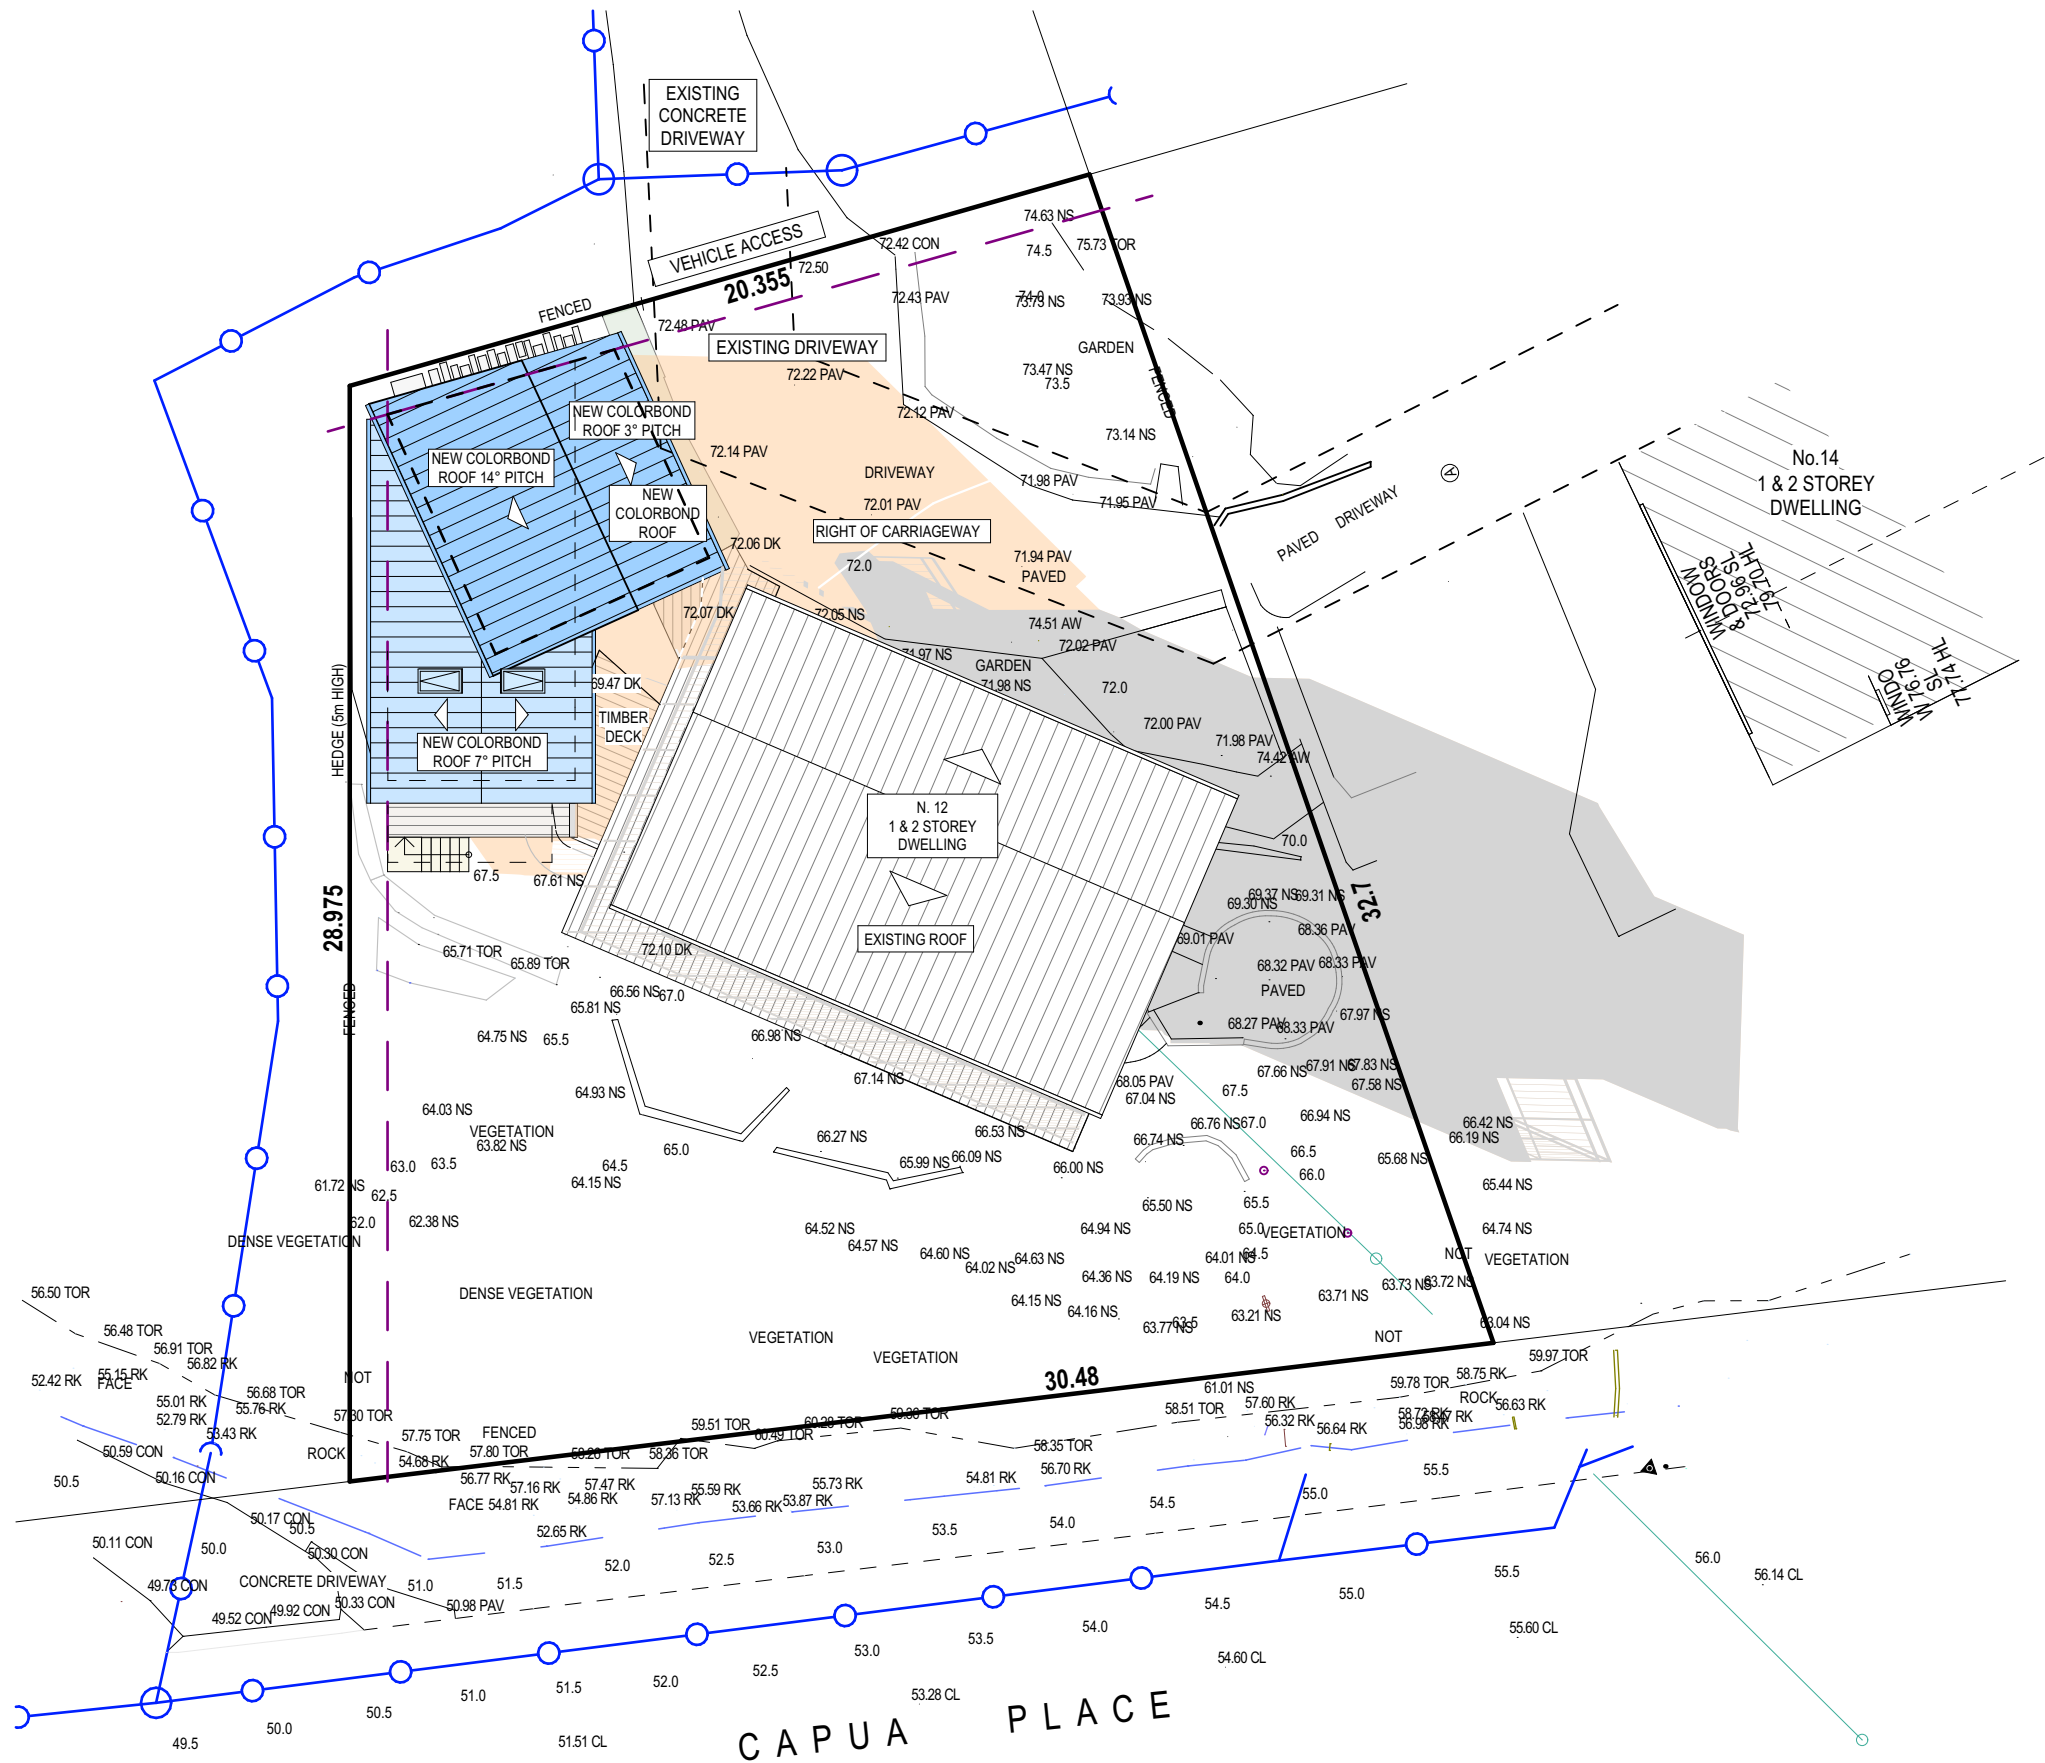 EXISTING
CONCRETE
DRIVEWAY
VEHICLE ACCESS
20.355
FENCED
74.63 NS
72.42 CON
74.5
75.73 TOR
72.50
72.43 PAV
74.0
73.73 NS
73.93 NS
72.48 PAV
EXISTING DRIVEWAY
GARDEN
72.22 PAV
73.47 NS
73.5
FENCED
72.12 PAV
73.14 NS
NEW COLORBOND
ROOF 3° PITCH
NEW COLORBOND
ROOF 14° PITCH
72.14 PAV
DRIVEWAY
71.98 PAV
71.95 PAV
NEW
COLORBOND
ROOF
72.01 PAV
RIGHT OF CARRIAGEWAY
72.06 DK
72.0
71.94 PAV
PAVED
PAVED DRIVEWAY
A
No.14
1 & 2 STOREY
DWELLING
WINDOW
& DOORS
72.96 SL
79.70 HL
WINDO
W 76.76
SL
77.74 HL
72.07 DK
72.05 NS
74.51 AW
72.02 PAV
71.97 NS
GARDEN
71.98 NS
72.0
69.47 DK
TIMBER
DECK
72.00 PAV
71.98 PAV
74.42 AW
HEDGE (5m HIGH)
NEW COLORBOND
ROOF 7° PITCH
N. 12
1 & 2 STOREY
DWELLING
70.0
67.5
67.61 NS
69.37 NS
69.31 NS
69.30 NS
32.7
28.975
EXISTING ROOF
68.36 PAV
69.01 PAV
65.71 TOR
65.89 TOR
72.10 DK
68.32 PAV
68.33 PAV
PAVED
FENCED
66.56 NS
67.0
65.81 NS
67.97 NS
68.27 PAV
68.33 PAV
64.75 NS
65.5
66.98 NS
67.14 NS
67.66 NS
67.91 NS
67.83 NS
67.58 NS
68.05 PAV
67.04 NS
67.5
64.93 NS
64.03 NS
VEGETATION
63.82 NS
66.27 NS
66.53 NS
66.74 NS
66.76 NS
67.0
66.94 NS
66.42 NS
66.19 NS
65.0
66.5
65.68 NS
63.0
63.5
64.5
65.99 NS
66.09 NS
66.00 NS
66.0
61.72 NS
62.5
64.15 NS
65.44 NS
65.50 NS
65.5
62.0
62.38 NS
64.52 NS
64.57 NS
64.94 NS
65.0
VEGETATION
64.74 NS
DENSE VEGETATION
64.60 NS
64.02 NS
64.63 NS
64.01 NS
64.5
NOT
VEGETATION
64.36 NS
64.19 NS
64.0
63.73 NS
63.72 NS
DENSE VEGETATION
64.15 NS
64.16 NS
63.71 NS
56.50 TOR
63.77 NS
63.5
63.21 NS
63.04 NS
VEGETATION
VEGETATION
NOT
56.48 TOR
56.91 TOR
56.82 RK
52.42 RK
55.15 RK
FACE
NOT
30.48
59.97 TOR
58.75 RK
59.78 TOR
ROCK
56.63 RK
55.01 RK
52.79 RK
56.68 TOR
55.76 RK
53.43 RK
57.30 TOR
61.01 NS
57.60 RK
58.51 TOR
56.32 RK
56.64 RK
56.98 RK
57.75 TOR
FENCED
59.51 TOR
60.28 TOR
60.49 TOR
50.59 CON
ROCK
54.68 RK
57.80 TOR
58.28 TOR
58.36 TOR
58.35 TOR
50.5
50.16 CON
56.77 RK
57.16 RK
57.47 RK
55.59 RK
55.73 RK
54.81 RK
56.70 RK
55.5
FACE
54.81 RK
54.86 RK
57.13 RK
53.66 RK
53.87 RK
54.5
55.0
50.17 CON
50.5
52.65 RK
53.5
54.0
50.11 CON
50.0
50.30 CON
52.0
52.5
53.0
56.0
56.14 CL
49.73 CON
CONCRETE DRIVEWAY
51.0
51.5
55.5
55.0
49.52 CON
49.92 CON
50.33 CON
50.98 PAV
54.5
54.0
55.60 CL
53.5
53.0
54.60 CL
52.5
52.0
51.5
51.0
50.5
50.0
49.5
53.28 CL
51.51 CL
CAPUA PLACE